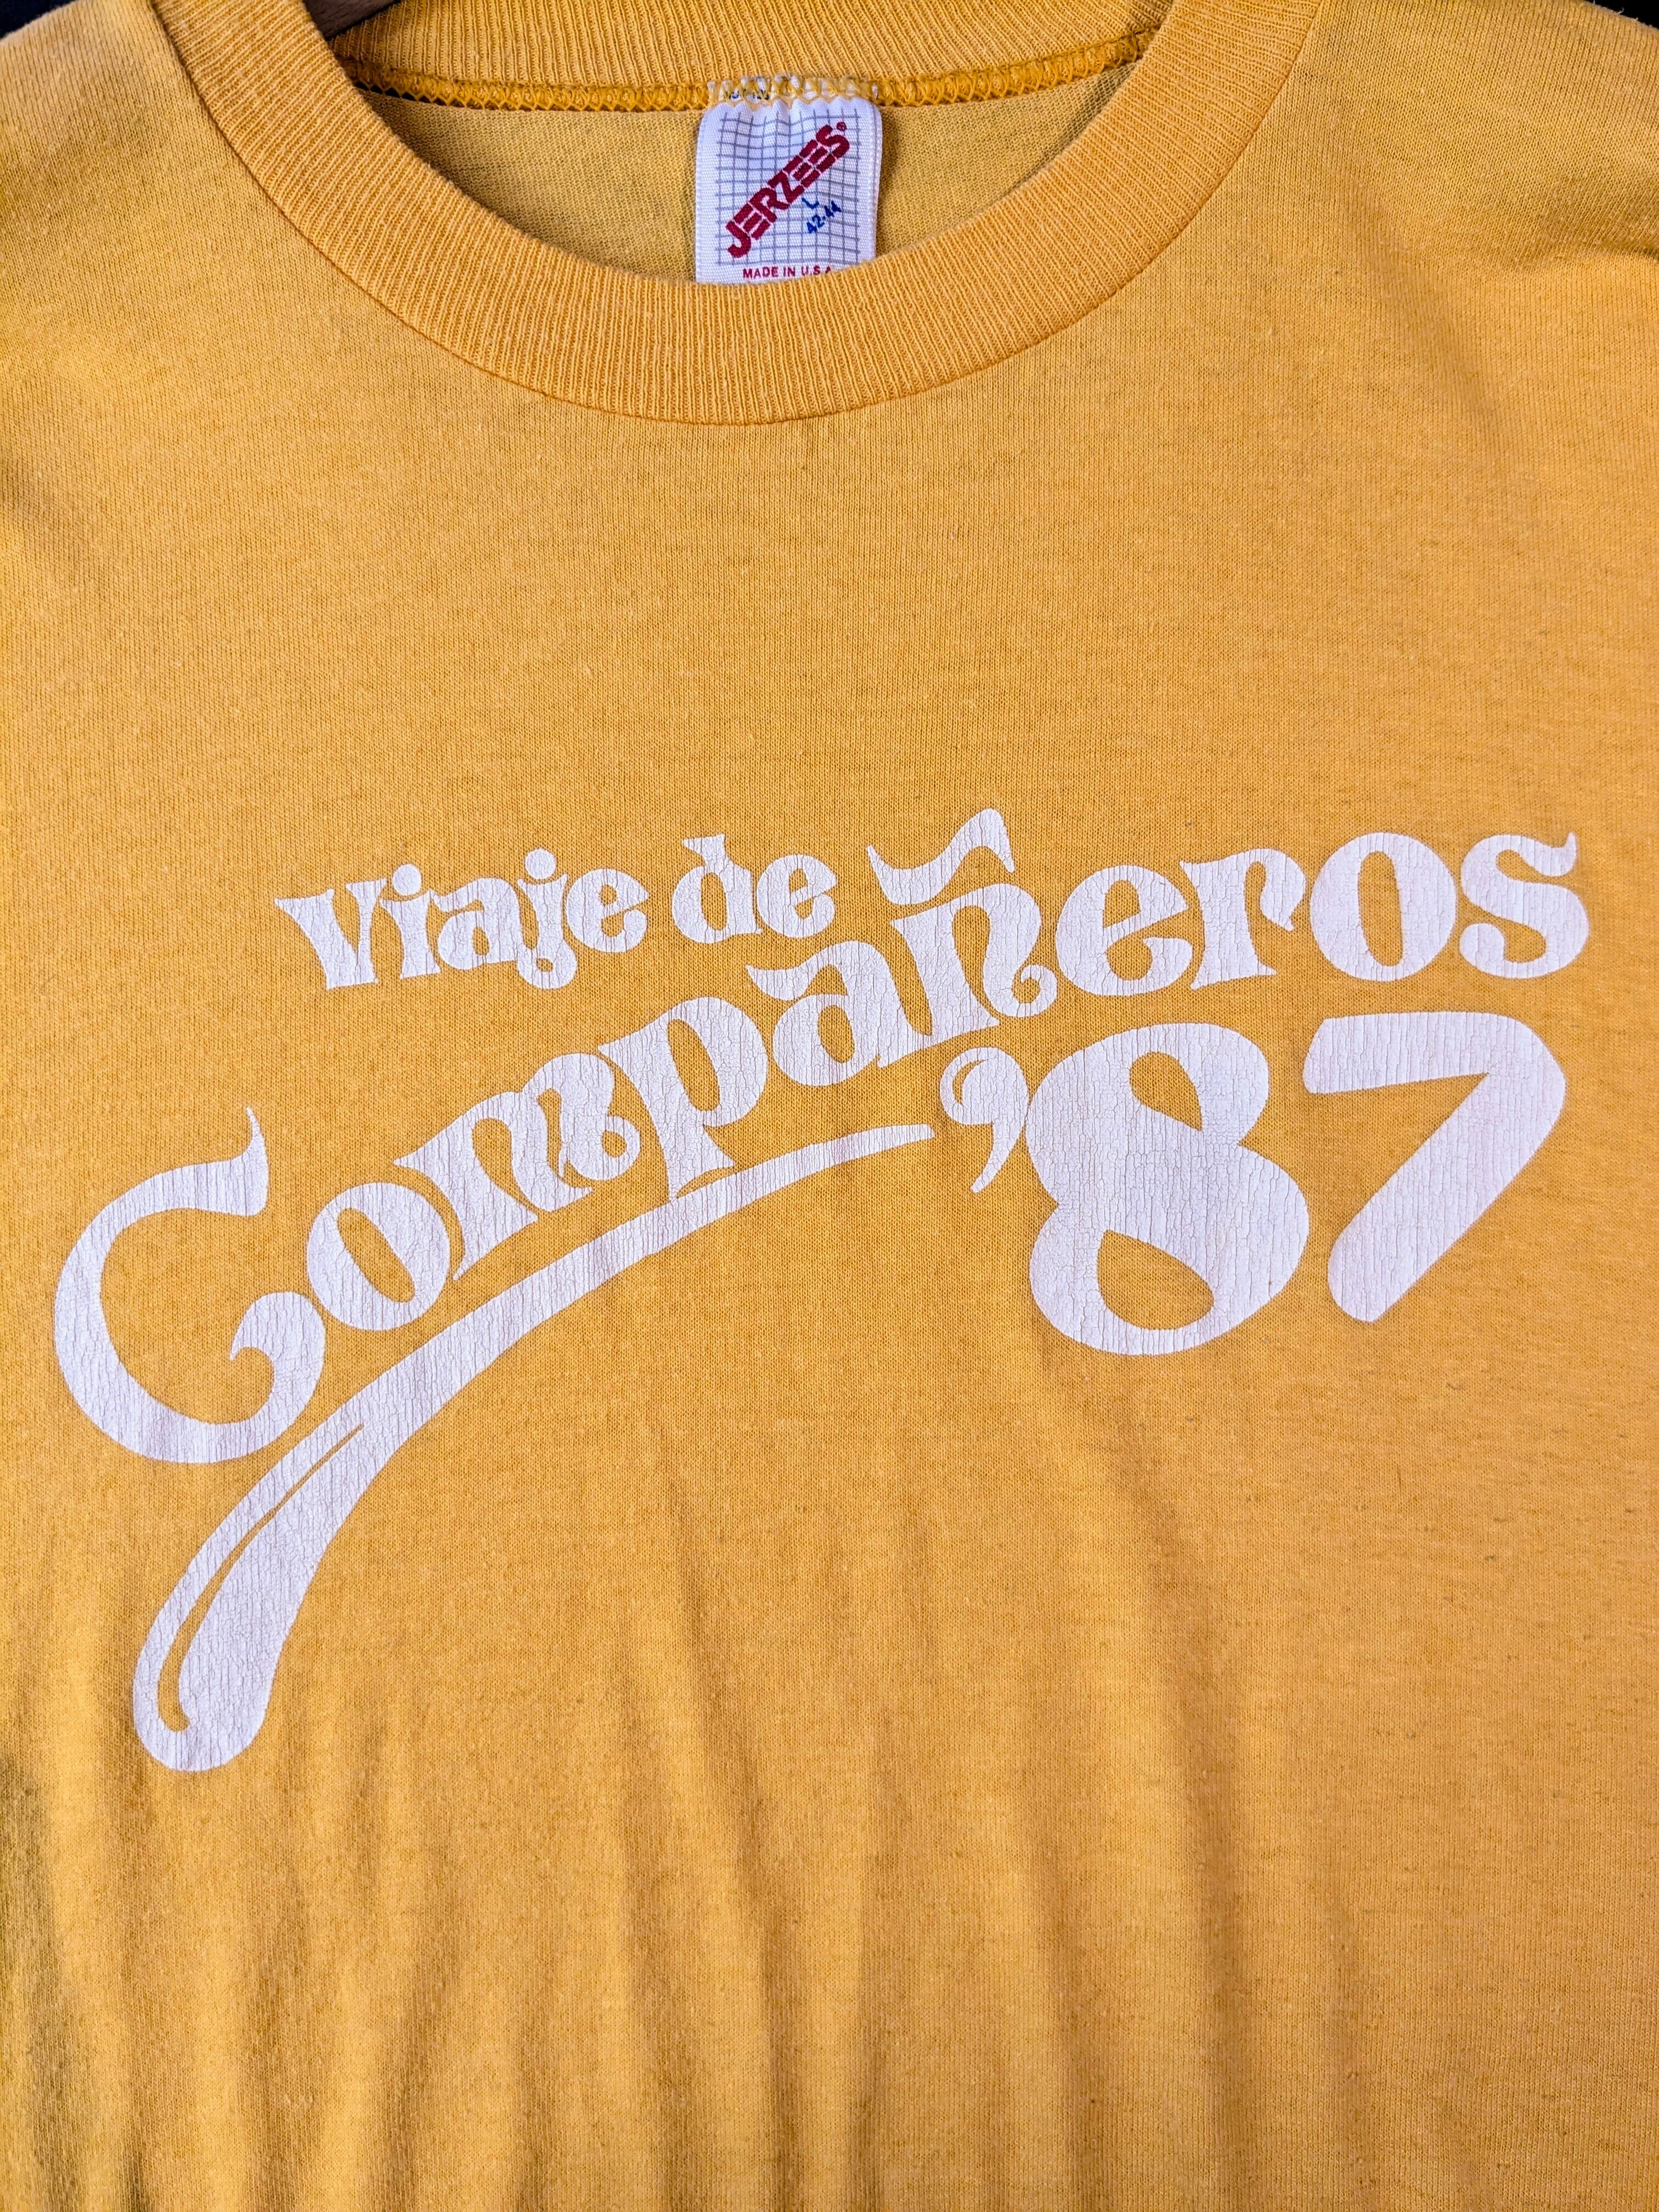 JERZEES®
L
42-44
MADE IN U.S.A
Viaje de
Compañeros
'87